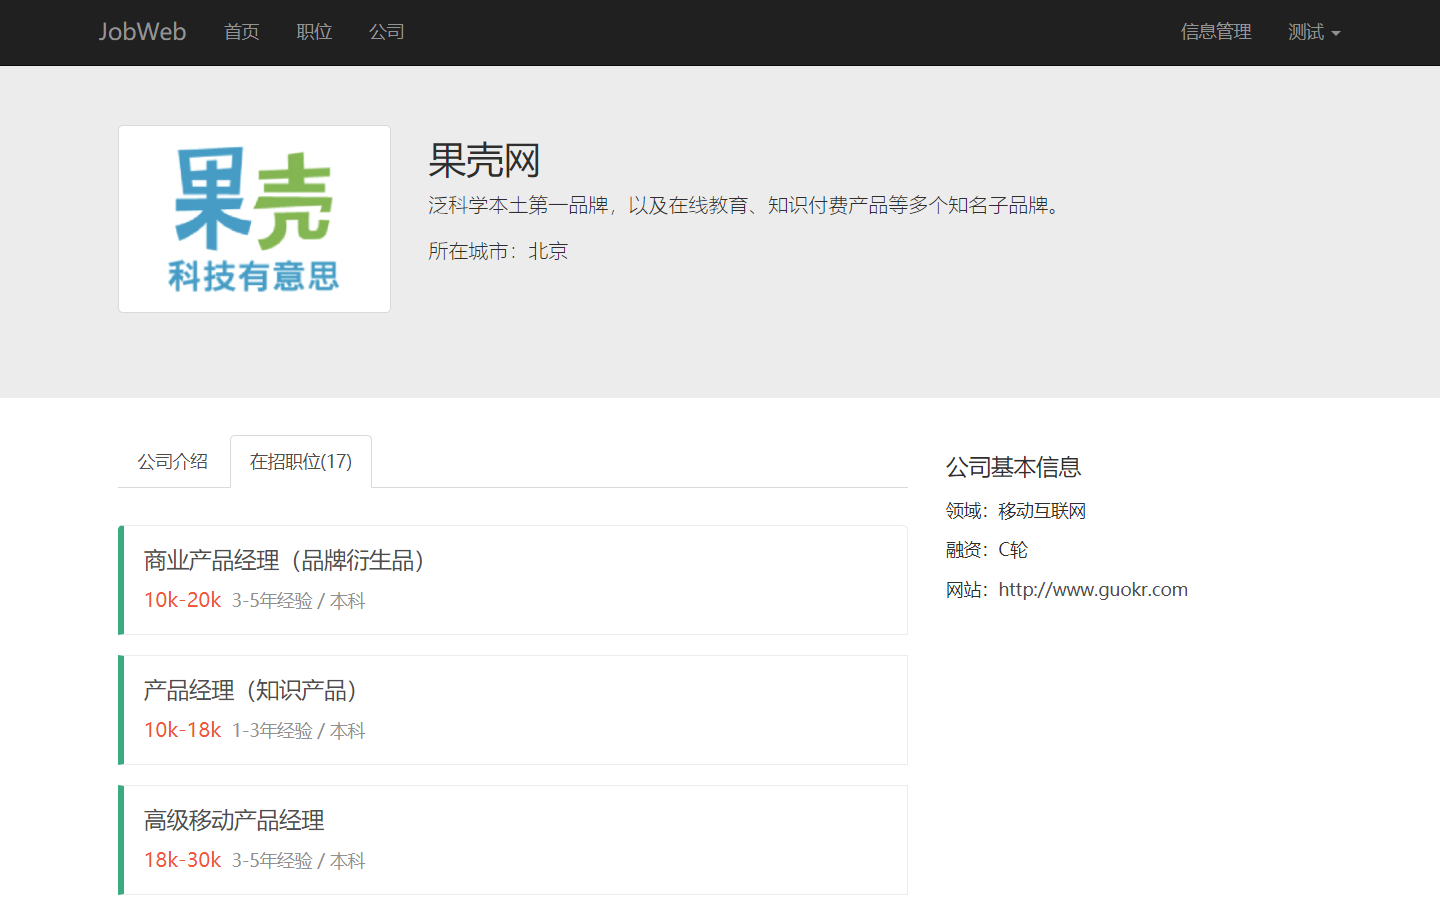 JobWeb 首页 职位 公司 信息管理 测试
果壳
科技有意思
果壳网
泛科学本土第一品牌，以及在线教育、知识付费产品等多个知名子品牌。
所在城市：北京
公司介绍 在招职位(17)
商业产品经理（品牌衍生品）
10k-20k 3-5年经验 / 本科
产品经理（知识产品）
10k-18k 1-3年经验 / 本科
高级移动产品经理
18k-30k 3-5年经验 / 本科
公司基本信息
领域：移动互联网
融资：C轮
网站：http://www.guokr.com